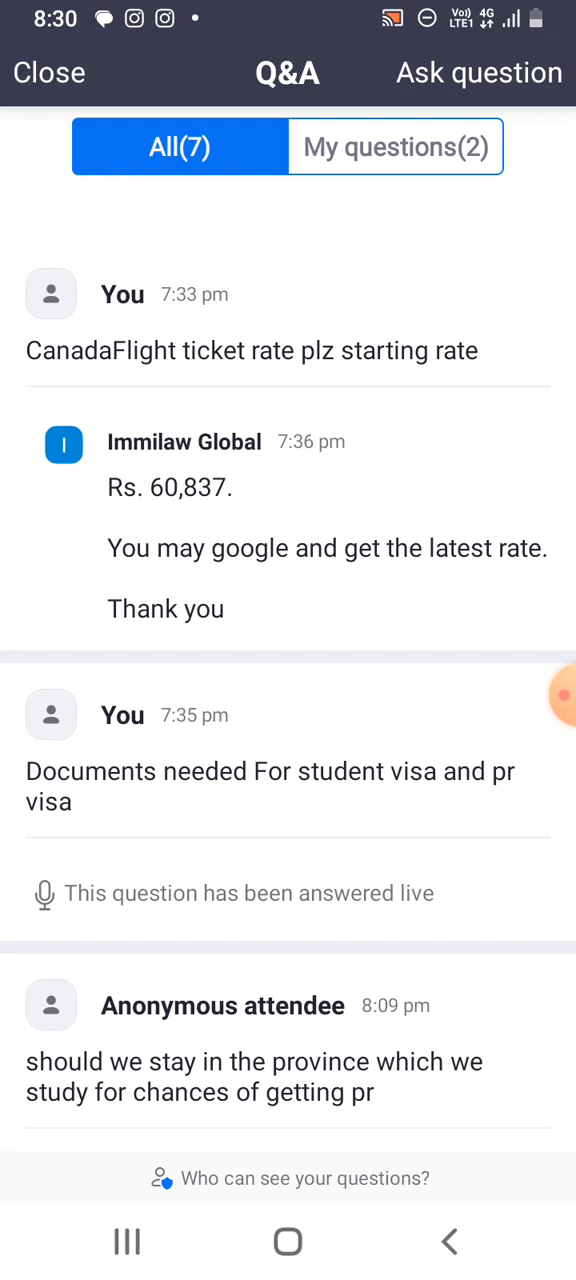 8:30
Vo)) 4G
LTE1
Close Q&A Ask question
All(7) My questions(2)
You 7:33 pm
CanadaFlight ticket rate plz starting rate
I Immilaw Global 7:36 pm
Rs. 60,837.
You may google and get the latest rate.
Thank you
You 7:35 pm
Documents needed For student visa and pr
visa
This question has been answered live
Anonymous attendee 8:09 pm
should we stay in the province which we
study for chances of getting pr
Who can see your questions?